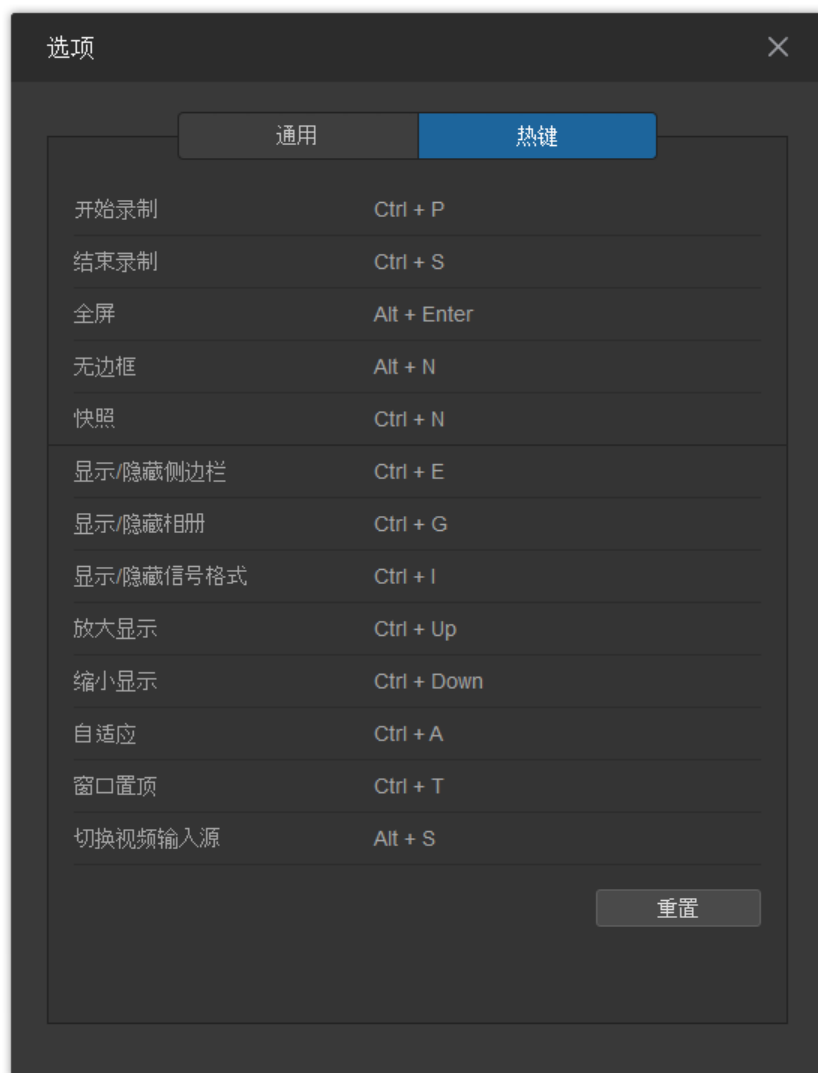 选项
通用 热键
开始录制 Ctrl + P
结束录制 Ctrl + S
全屏 Alt + Enter
无边框 Alt + N
快照 Ctrl + N
显示/隐藏侧边栏 Ctrl + E
显示/隐藏相册 Ctrl + G
显示/隐藏信号格式 Ctrl + I
放大显示 Ctrl + Up
缩小显示 Ctrl + Down
自适应 Ctrl + A
窗口置顶 Ctrl + T
切换视频输入源 Alt + S
重置